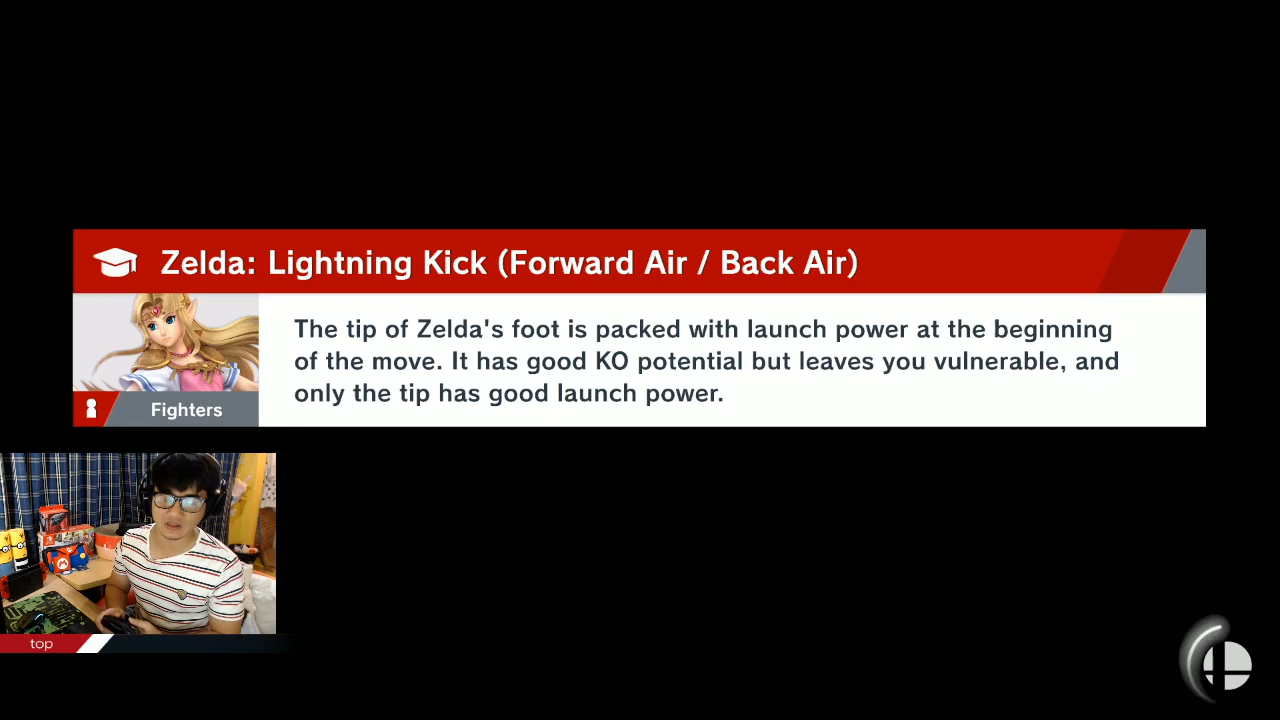 Zelda: Lightning Kick (Forward Air / Back Air)
The tip of Zelda's foot is packed with launch power at the beginning
of the move. It has good KO potential but leaves you vulnerable, and
only the tip has good launch power.
Fighters
top